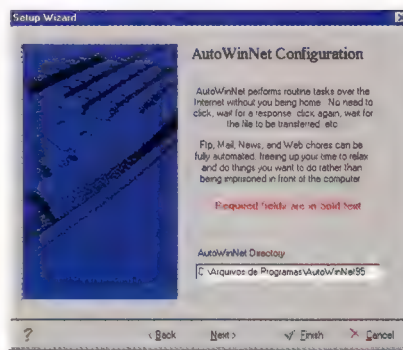 Setup Wizard
AutoWinNet Configuration
AutoWinNet performs routine tasks over the
Internet without you being home. No need to
click, wait for a response, click again, wait for
the file to be transferred, etc.
Ftp, Mail, News, and Web chores can be
fully automated, freeing up your time to relax
and do things you want to do rather than
being imprisoned in front of the computer
Required fields are in bold text
AutoWinNet Directory
C:\Arquivos de Programas\AutoWinNet95
?
< Back
Next >
Finish
Cancel